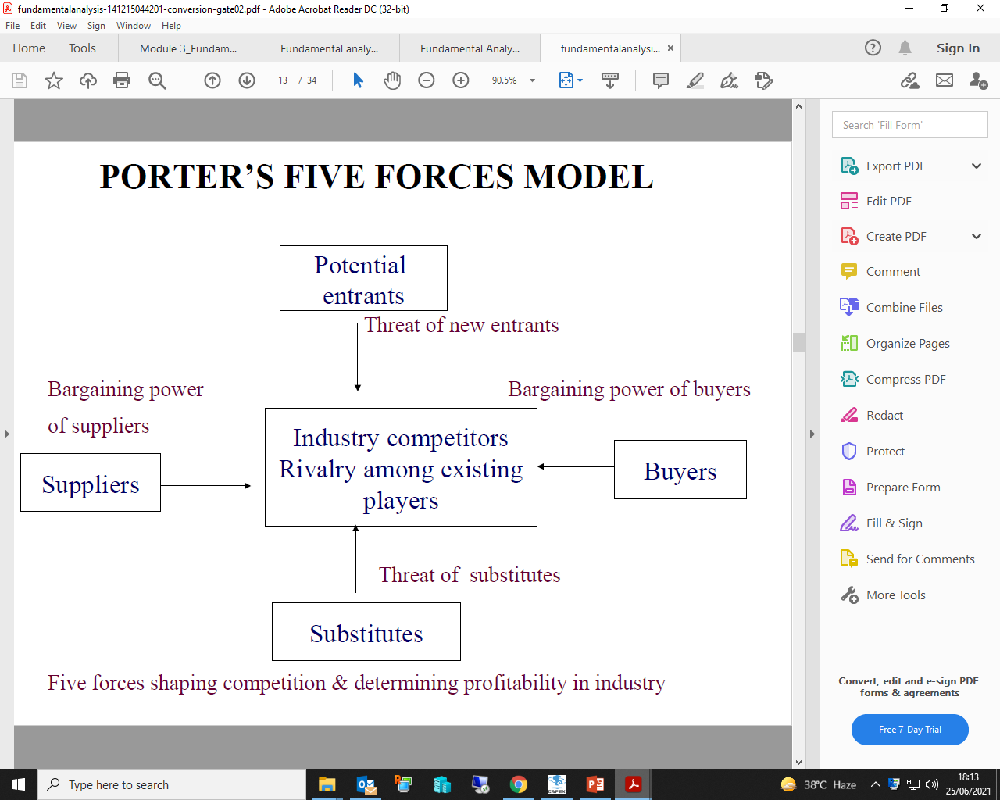 fundamentalanalysis-141215044201-conversion-gate02.pdf - Adobe Acrobat Reader DC (32-bit)
File Edit View Sign Window Help
Home Tools Module 3_Fundam... Fundamental analy... Fundamental Analy... fundamentalanalysi... Sign In
13 / 34 90.5%
PORTER'S FIVE FORCES MODEL
Potential
entrants
Threat of new entrants
Bargaining power
of suppliers
Bargaining power of buyers
Suppliers
Industry competitors
Rivalry among existing
players
Buyers
Threat of substitutes
Substitutes
Five forces shaping competition & determining profitability in industry
Search 'Fill Form'
Export PDF
Edit PDF
Create PDF
Comment
Combine Files
Organize Pages
Compress PDF
Redact
Protect
Prepare Form
Fill & Sign
Send for Comments
More Tools
Convert, edit and e-sign PDF
forms & agreements
Free 7-Day Trial
Type here to search
CAPEX
38°C Haze
18:13
25/06/2021